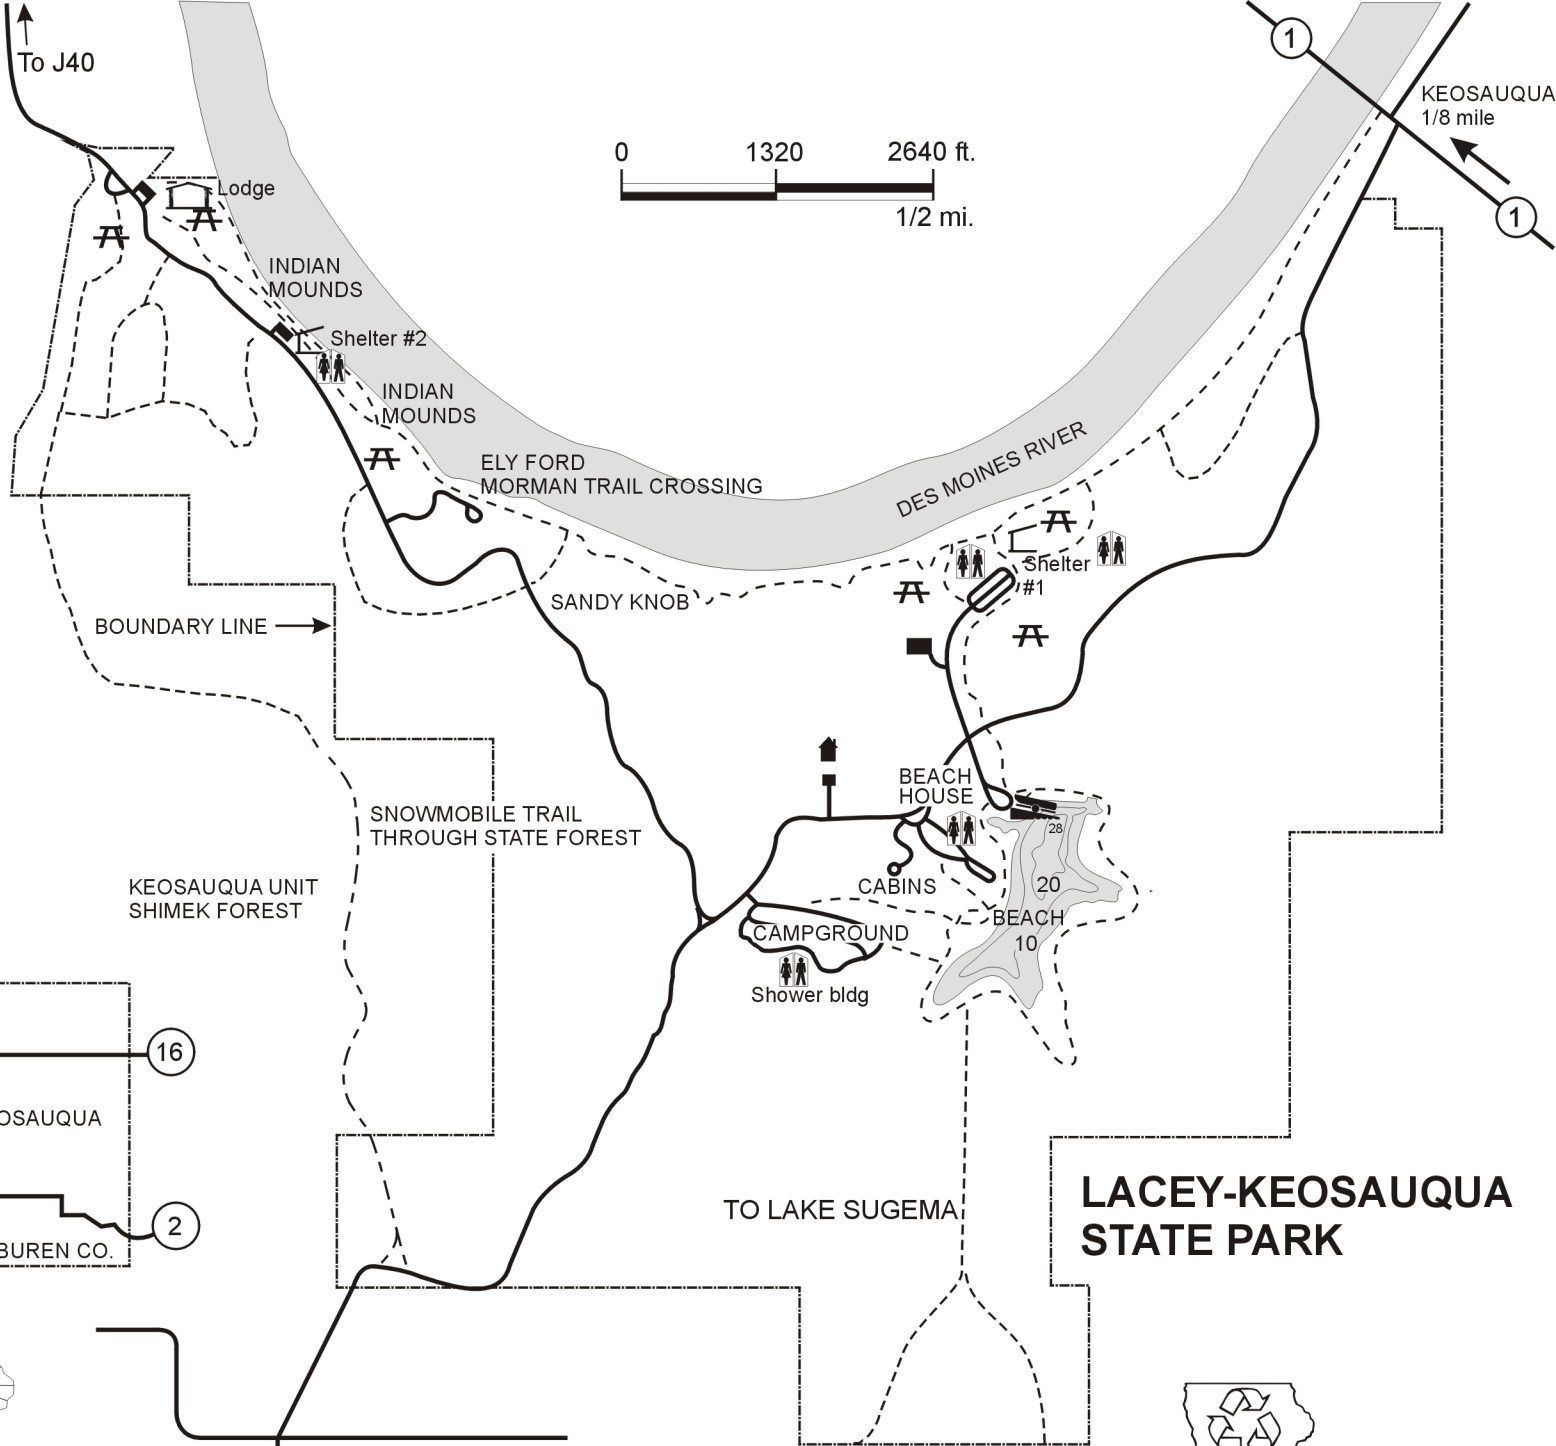 1
To J40
KEOSAUQUA
1/8 mile
0 1320 2640 ft.
1/2 mi.
Lodge
1
INDIAN
MOUNDS
Shelter #2
INDIAN
MOUNDS
ELY FORD
MORMAN TRAIL CROSSING
DES MOINES RIVER
Shelter
#1
SANDY KNOB
BOUNDARY LINE
BEACH
HOUSE
SNOWMOBILE TRAIL
THROUGH STATE FOREST
28
KEOSAUQUA UNIT
SHIMEK FOREST
CABINS
20
BEACH
10
CAMPGROUND
Shower bldg
16
OSAUQUA
TO LAKE SUGEMA
LACEY-KEOSAUQUA
STATE PARK
2
BUREN CO.